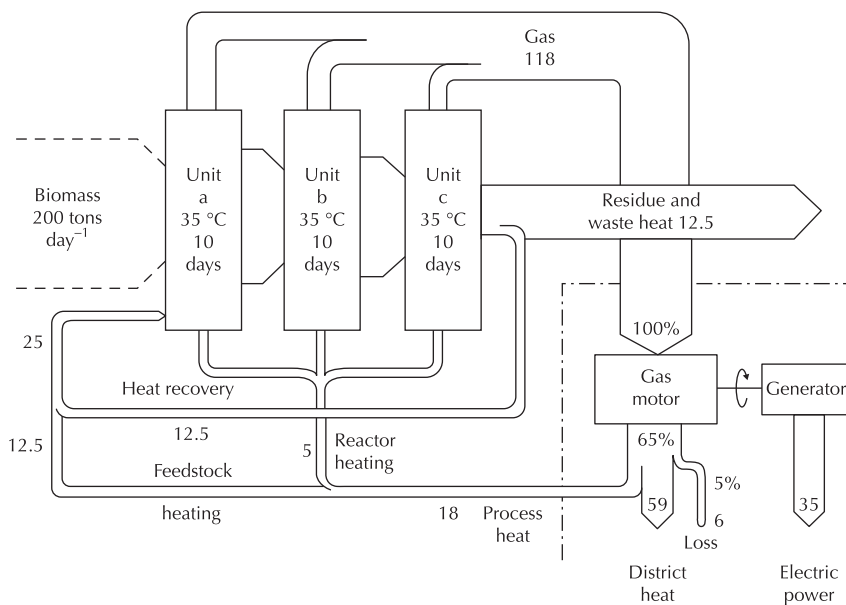 Gas
118
Biomass
200 tons
day⁻¹
Unit
a
35 °C
10
days
Unit
b
35 °C
10
days
Unit
c
35 °C
10
days
Residue and
waste heat 12.5
25
Heat recovery
12.5
12.5
5
Reactor
heating
Feedstock
heating
18
Process
heat
100%
Gas
motor
Generator
65%
5%
59
6
Loss
35
District
heat
Electric
power